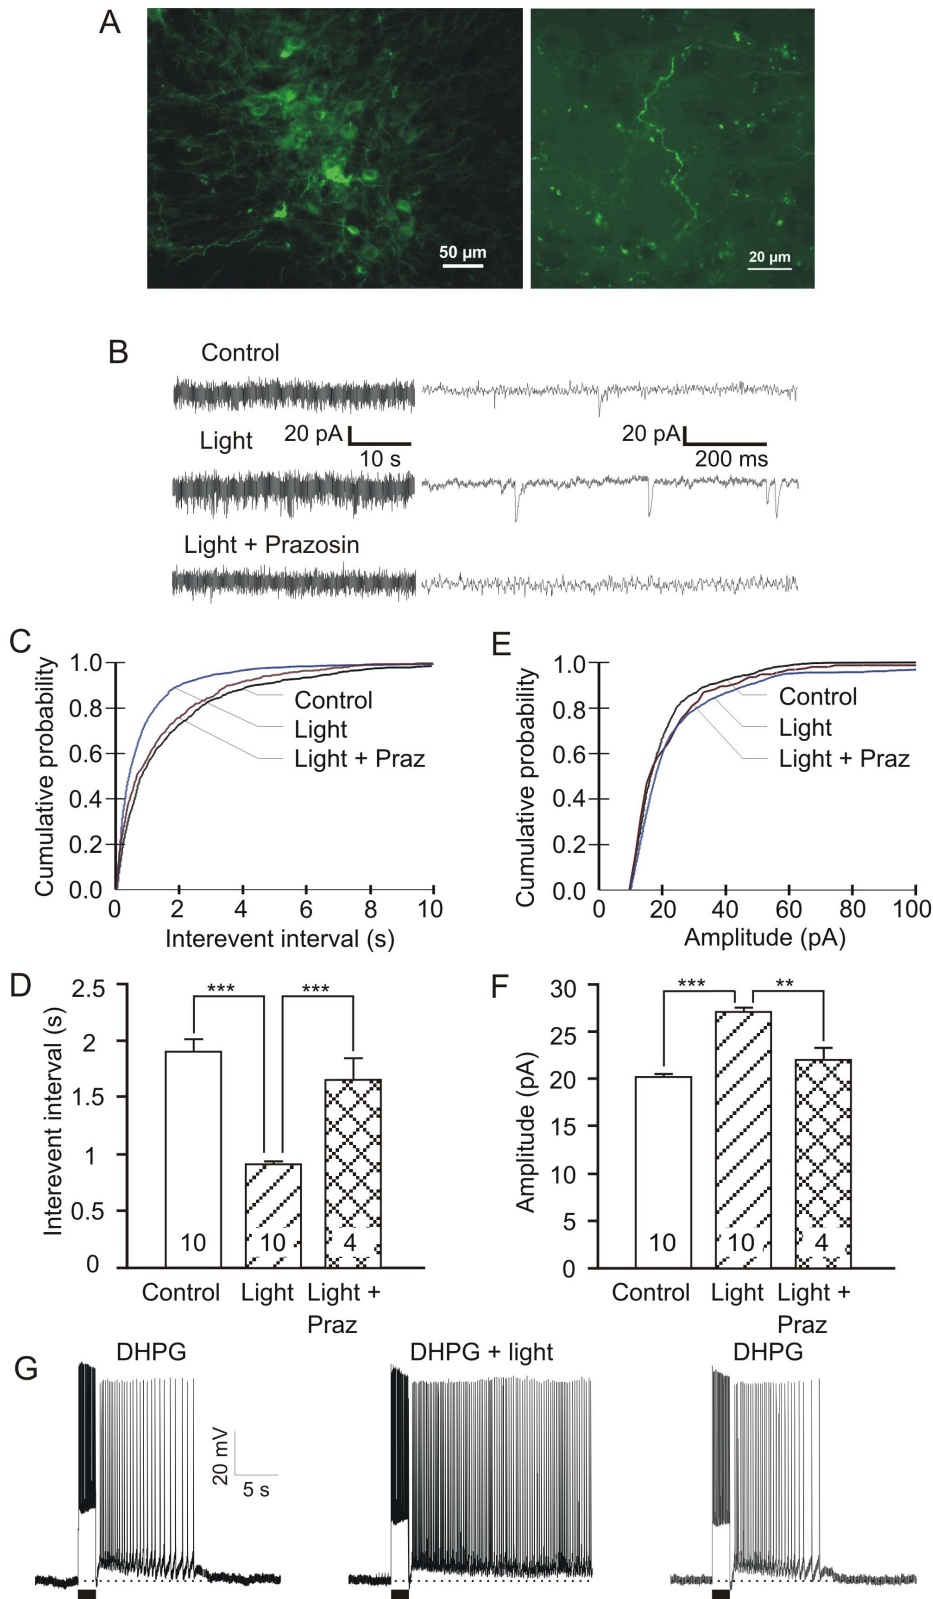 A
50 µm
20 µm
B
Control
20 pA
10 s
20 pA
200 ms
Light
Light + Prazosin
C
Cumulative probability
1.0
0.8
0.6
0.4
0.2
0.0
0 2 4 6 8 10
Interevent interval (s)
Control
Light
Light + Praz
E
Cumulative probability
1.0
0.8
0.6
0.4
0.2
0.0
0 20 40 60 80 100
Amplitude (pA)
Control
Light
Light + Praz
D
Interevent interval (s)
2.5
2
1.5
1
0.5
0
*** ***
10 10 4
Control Light Light +
Praz
F
Amplitude (pA)
30
25
20
15
10
5
0
*** **
10 10 4
Control Light Light +
Praz
G
DHPG
DHPG + light
DHPG
20 mV
5 s